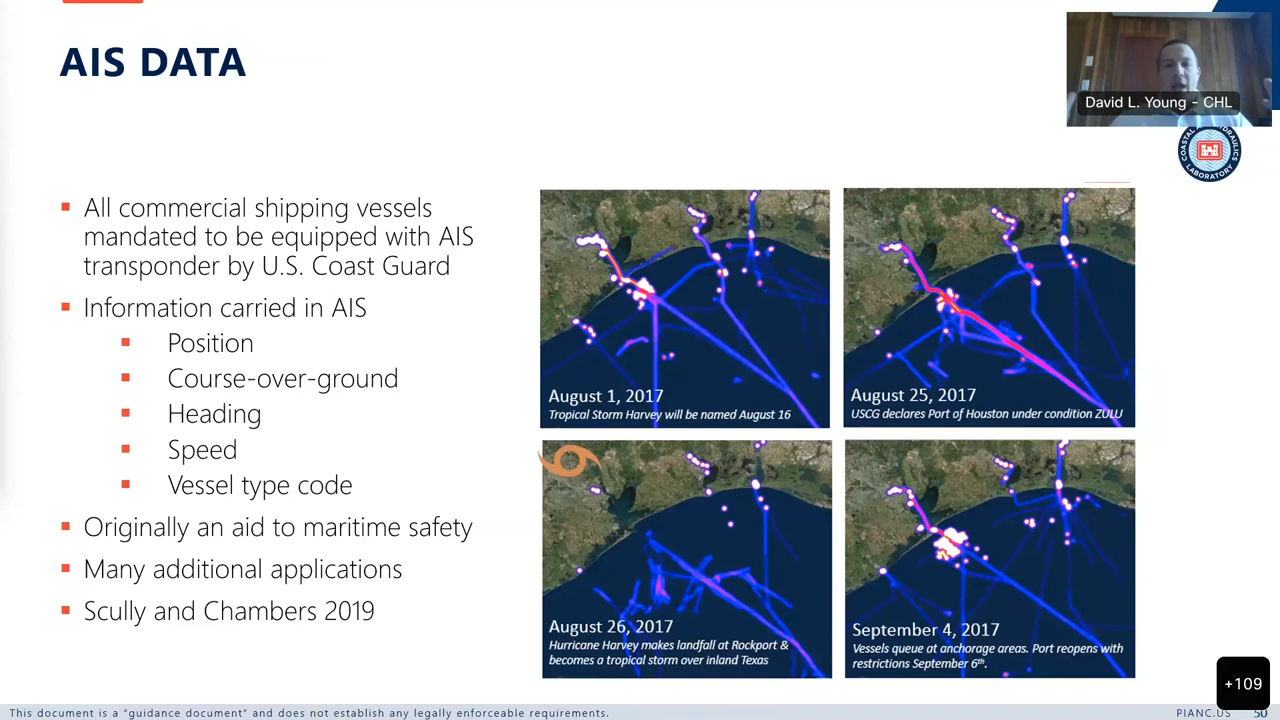 AIS DATA
David L. Young - CHL
COASTAL AND HYDRAULICS
LABORATORY
All commercial shipping vessels
mandated to be equipped with AIS
transponder by U.S. Coast Guard
Information carried in AIS
Position
Course-over-ground
Heading
Speed
Vessel type code
Originally an aid to maritime safety
Many additional applications
Scully and Chambers 2019
August 1, 2017
Tropical Storm Harvey will be named August 16
August 25, 2017
USCG declares Port of Houston under condition ZULU
August 26, 2017
Hurricane Harvey makes landfall at Rockport &
becomes a tropical storm over inland Texas
September 4, 2017
Vessels queue at anchorage areas. Port reopens with
restrictions September 6th.
+109
This document is a "guidance document" and does not establish any legally enforceable requirements.
PIANC.US
50